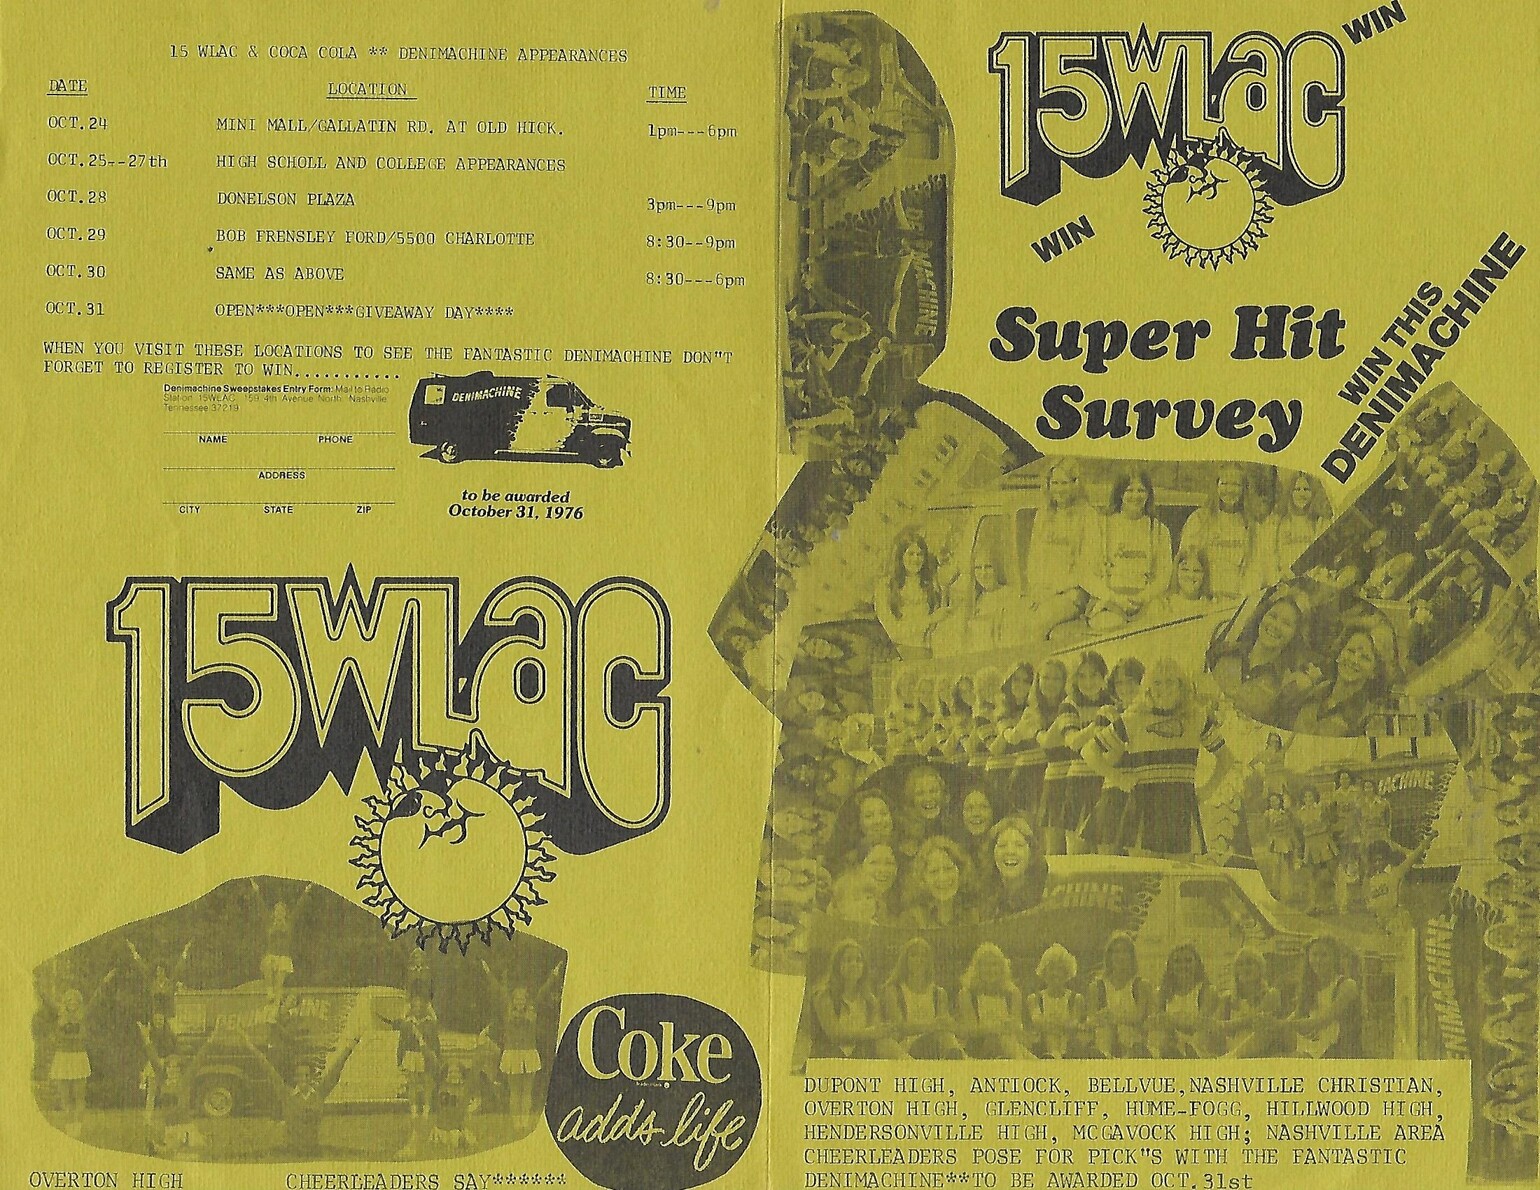 15 WLAC & COCA COLA ** DENIMACHINE APPEARANCES
DATE LOCATION TIME
OCT.24 MINI MALL/GALLATIN RD. AT OLD HICK. 1pm---6pm
OCT.25--27th HIGH SCHOLL AND COLLEGE APPEARANCES
OCT.28 DONELSON PLAZA 3pm---9pm
OCT.29 BOB FRENSLEY FORD/5500 CHARLOTTE 8:30--9pm
OCT.30 SAME AS ABOVE 8:30---6pm
OCT.31 OPEN***OPEN***GIVEAWAY DAY****
WHEN YOU VISIT THESE LOCATIONS TO SEE THE FANTASTIC DENIMACHINE DON"T
FORGET TO REGISTER TO WIN...........
Denimachine Sweepstakes Entry Form: Mail to Radio
Station 15WLAC 159 4th Avenue North Nashville
Tennessee 37219
NAME PHONE
ADDRESS
CITY STATE ZIP
DENIMACHINE
to be awarded
October 31, 1976
15WLAC
DENIMACHINE
Coke
Trademark ®
adds life
OVERTON HIGH CHEERLEADERS SAY******
WIN
15WLAC
WIN
Super Hit
Survey
WIN THIS
DENIMACHINE
MACHINE
MACHINE
CHINE
NIMACHINE
DUPONT HIGH, ANTIOCK, BELLVUE,NASHVILLE CHRISTIAN,
OVERTON HIGH, GLENCLIFF, HUME-FOGG, HILLWOOD HIGH,
HENDERSONVILLE HIGH, MCGAVOCK HIGH; NASHVILLE AREA
CHEERLEADERS POSE FOR PICK"S WITH THE FANTASTIC
DENIMACHINE**TO BE AWARDED OCT.31st